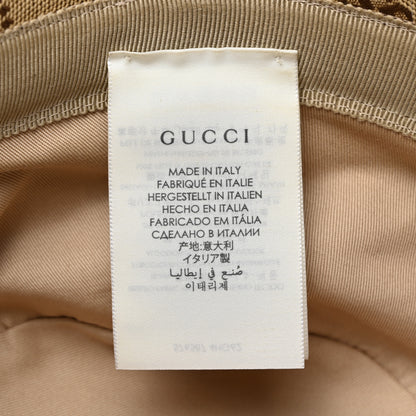 GUCCI
MADE IN ITALY
FABRIQUÉ EN ITALIE
HERGESTELLT IN ITALIEN
HECHO EN ITALIA
FABRICADO EM ITÁLIA
СДЕЛАНО В ИТАЛИИ
产地:意大利
イタリア製
صُنع في إيطاليا
이태리제